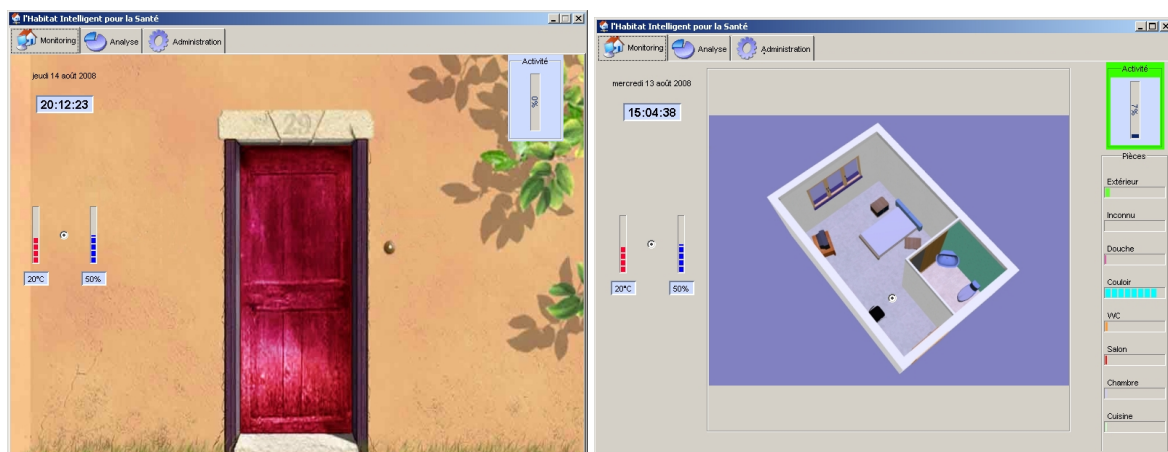 l'Habitat Intelligent pour la Santé
Monitoring
Analyse
Administration
jeudi 14 août 2008
20:12:23
Activité
0%
29
20°C
50%
l'Habitat Intelligent pour la Santé
Monitoring
Analyse
Administration
mercredi 13 août 2008
15:04:38
Activité
7%
Pièces
Extérieur
Inconnu
Douche
Couloir
WC
Salon
Chambre
Cuisine
20°C
50%